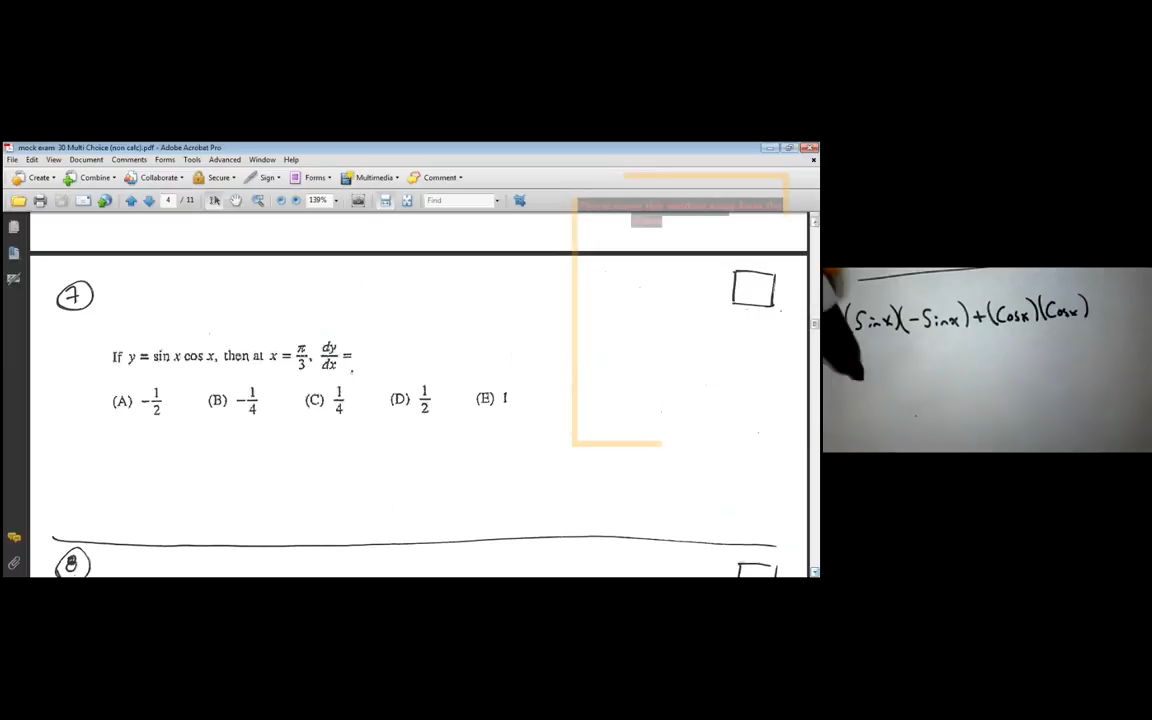 mock exam 30 Multi Choice (non calc).pdf - Adobe Acrobat Pro
File Edit View Document Comments Forms Tools Advanced Window Help
Create Combine Collaborate Secure Sign Forms Multimedia Comment
4 / 11 139% Find
7
If y = sin x cos x, then at x = π/3, dy/dx =
(A) -1/2 (B) -1/4 (C) 1/4 (D) 1/2 (E) 1
8
(Sinx)(-Sinx)+(Cosx)(Cosx)